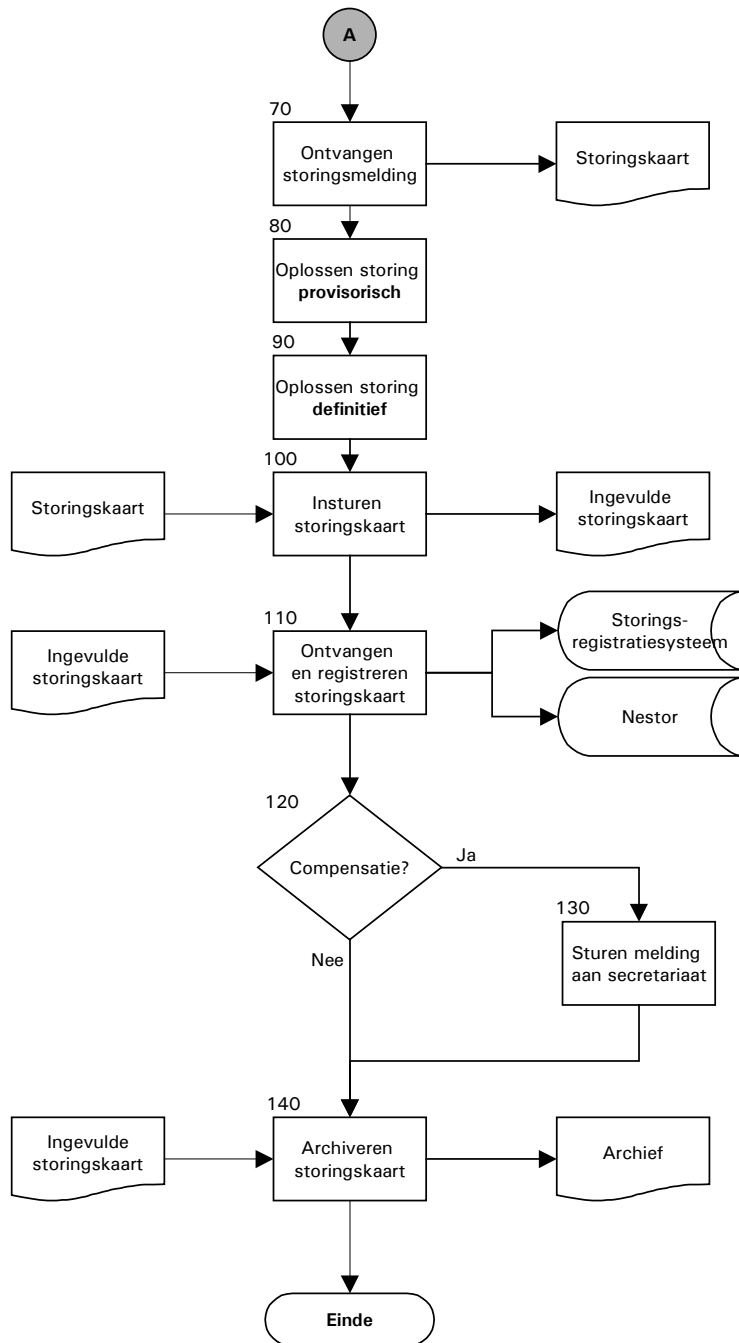 A
70
Ontvangen
storingsmelding
Storingskaart
80
Oplossen storing
provisorisch
90
Oplossen storing
definitief
100
Storingskaart
Insturen
storingskaart
Ingevulde
storingskaart
110
Ingevulde
storingskaart
Ontvangen
en registreren
storingskaart
Storings-
registratiesysteem
Nestor
120
Compensatie?
Ja
Nee
130
Sturen melding
aan secretariaat
140
Ingevulde
storingskaart
Archiveren
storingskaart
Archief
Einde